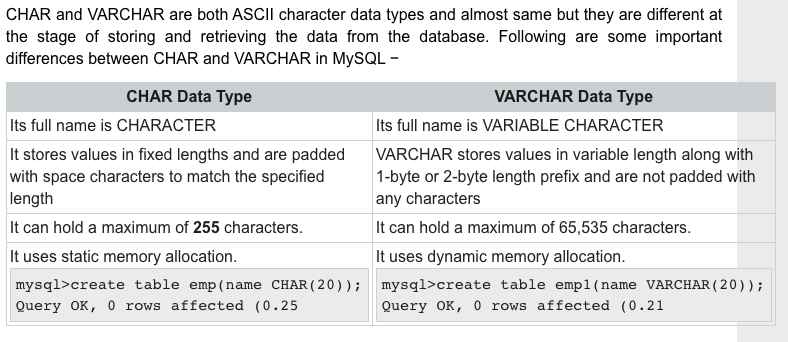 CHAR and VARCHAR are both ASCII character data types and almost same but they are different at
the stage of storing and retrieving the data from the database. Following are some important
differences between CHAR and VARCHAR in MySQL −
CHAR Data Type
VARCHAR Data Type
Its full name is CHARACTER
Its full name is VARIABLE CHARACTER
It stores values in fixed lengths and are padded
with space characters to match the specified
length
VARCHAR stores values in variable length along with
1-byte or 2-byte length prefix and are not padded with
any characters
It can hold a maximum of 255 characters.
It can hold a maximum of 65,535 characters.
It uses static memory allocation.
mysql>create table emp(name CHAR(20));
Query OK, 0 rows affected (0.25
It uses dynamic memory allocation.
mysql>create table emp1(name VARCHAR(20));
Query OK, 0 rows affected (0.21